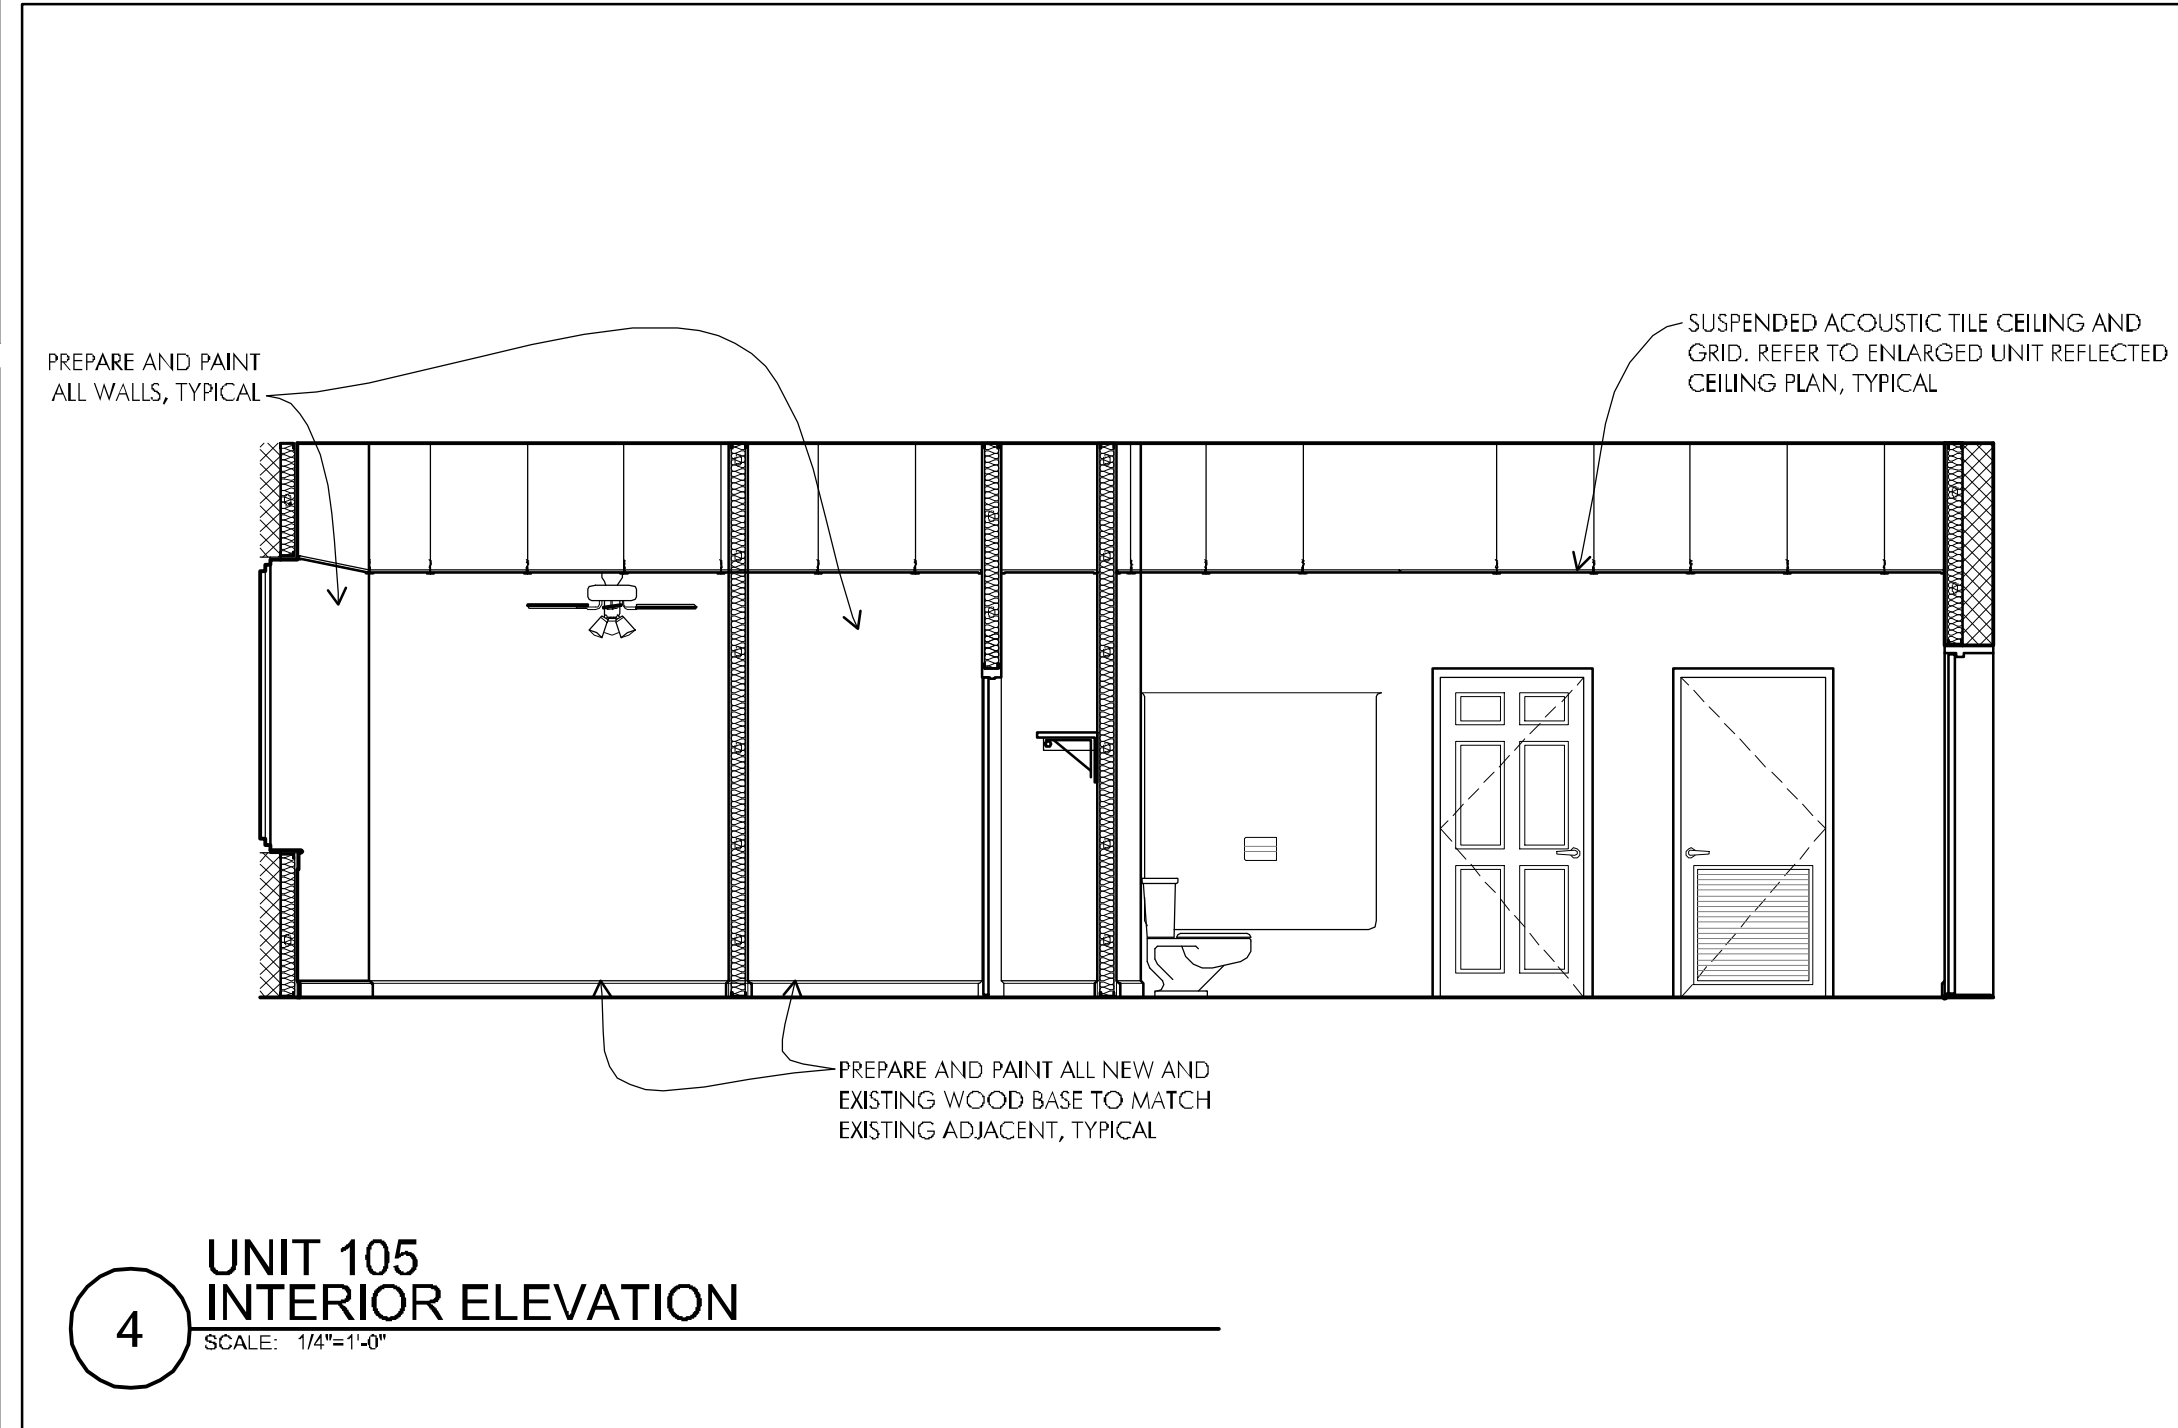 PREPARE AND PAINT
ALL WALLS, TYPICAL
SUSPENDED ACOUSTIC TILE CEILING AND
GRID. REFER TO ENLARGED UNIT REFLECTED
CEILING PLAN, TYPICAL
PREPARE AND PAINT ALL NEW AND
EXISTING WOOD BASE TO MATCH
EXISTING ADJACENT, TYPICAL
4
UNIT 105
INTERIOR ELEVATION
SCALE: 1/4"=1'-0"